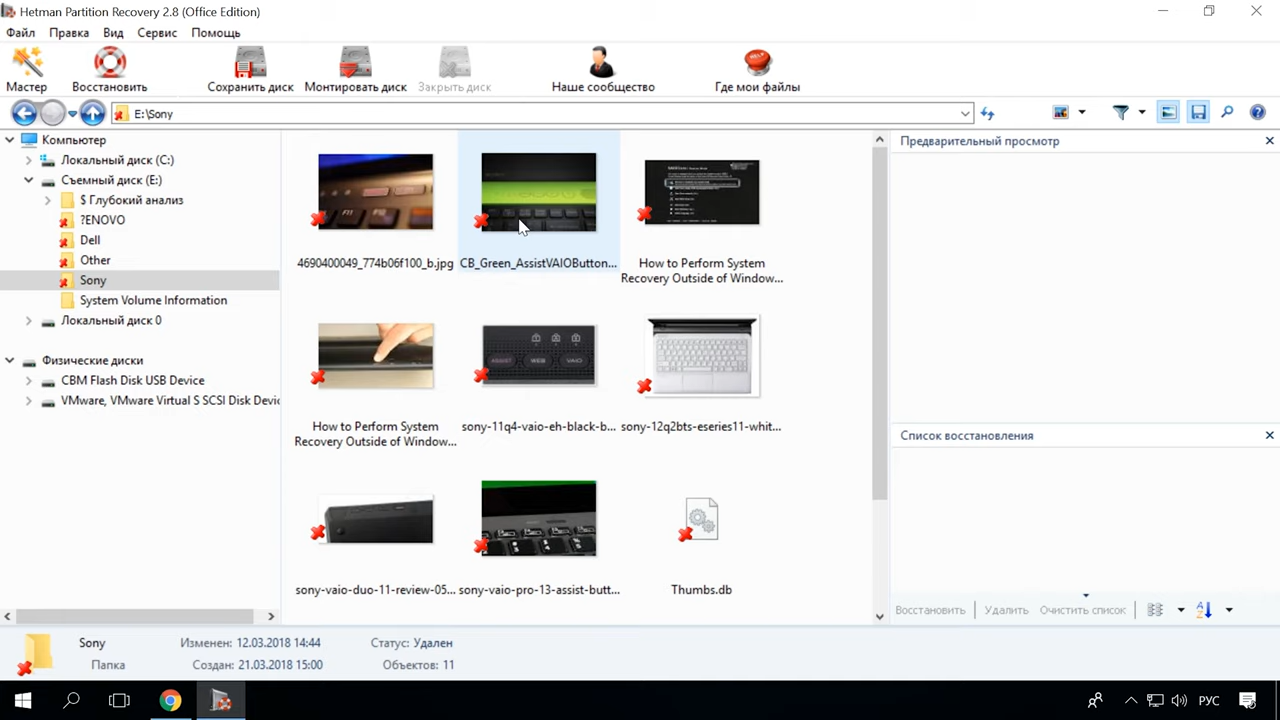 Hetman Partition Recovery 2.8 (Office Edition)
Файл Правка Вид Сервис Помощь
Мастер Восстановить Сохранить диск Монтировать диск Закрыть диск Наше сообщество Где мои файлы
E:\Sony
Компьютер
Локальный диск (C:)
Съемный диск (E:)
$ Глубокий анализ
?ENOVO
Dell
Other
Sony
System Volume Information
Локальный диск 0
Физические диски
CBM Flash Disk USB Device
VMware, VMware Virtual S SCSI Disk Devic
4690400049_774b06f100_b.jpg
CB_Green_AssistVAIOButton...
How to Perform System
Recovery Outside of Window...
How to Perform System
Recovery Outside of Window...
sony-11q4-vaio-eh-black-b...
sony-12q2bts-eseries11-whit...
sony-vaio-duo-11-review-05...
sony-vaio-pro-13-assist-butt...
Thumbs.db
Предварительный просмотр
Список восстановления
Восстановить Удалить Очистить список
Sony
Папка
Изменен: 12.03.2018 14:44
Создан: 21.03.2018 15:00
Статус: Удален
Объектов: 11
РУС